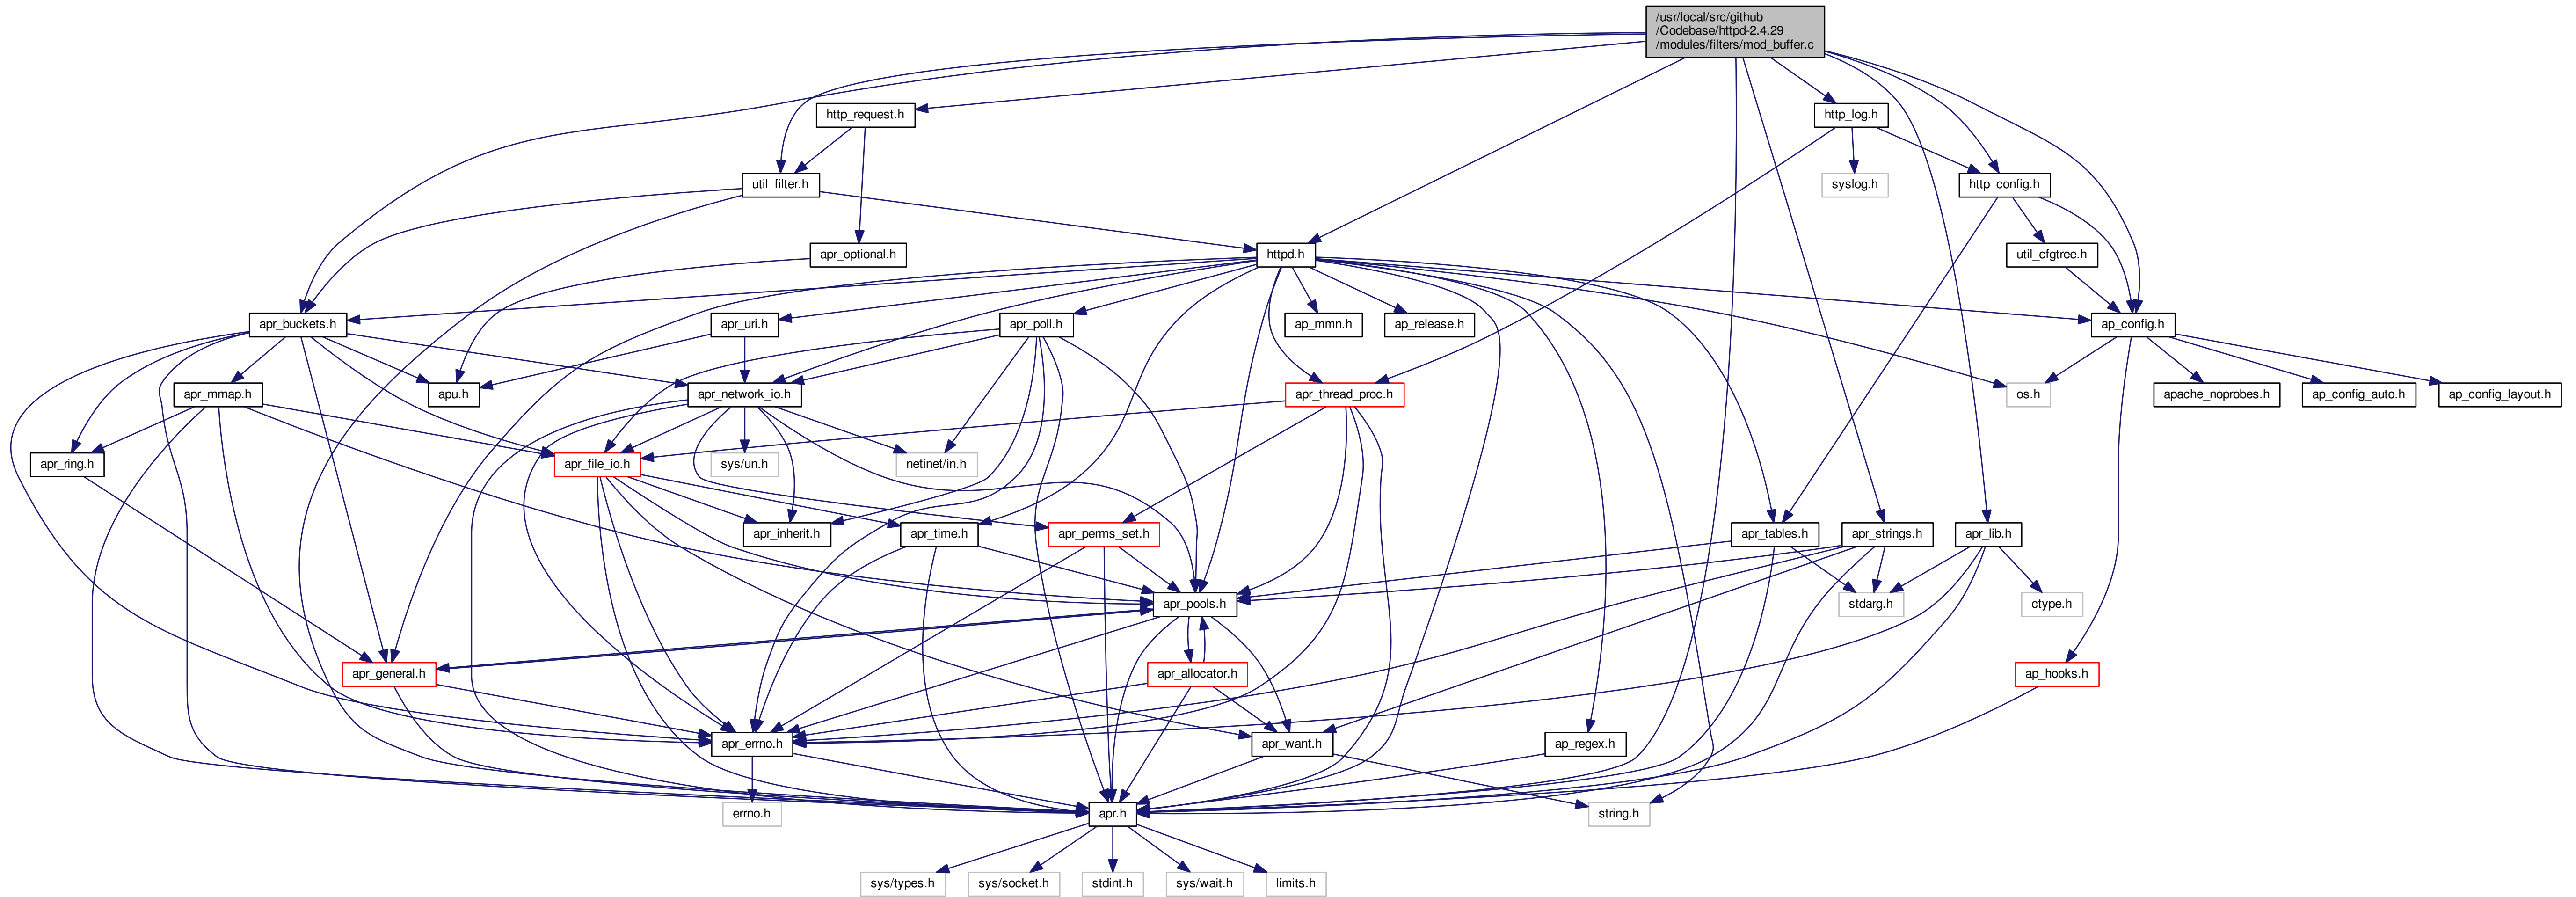 /usr/local/src/github
/Codebase/httpd-2.4.29
/modules/filters/mod_buffer.c
http_request.h
http_log.h
util_filter.h
syslog.h
http_config.h
apr_optional.h
httpd.h
util_cfgtree.h
apr_buckets.h
apr_uri.h
apr_poll.h
ap_mmn.h
ap_release.h
ap_config.h
apr_mmap.h
apu.h
apr_network_io.h
apr_thread_proc.h
os.h
apache_noprobes.h
ap_config_auto.h
ap_config_layout.h
apr_ring.h
apr_file_io.h
sys/un.h
netinet/in.h
apr_inherit.h
apr_time.h
apr_perms_set.h
apr_tables.h
apr_strings.h
apr_lib.h
apr_pools.h
stdarg.h
ctype.h
apr_general.h
apr_allocator.h
ap_hooks.h
apr_errno.h
apr_want.h
ap_regex.h
errno.h
apr.h
string.h
sys/types.h
sys/socket.h
stdint.h
sys/wait.h
limits.h